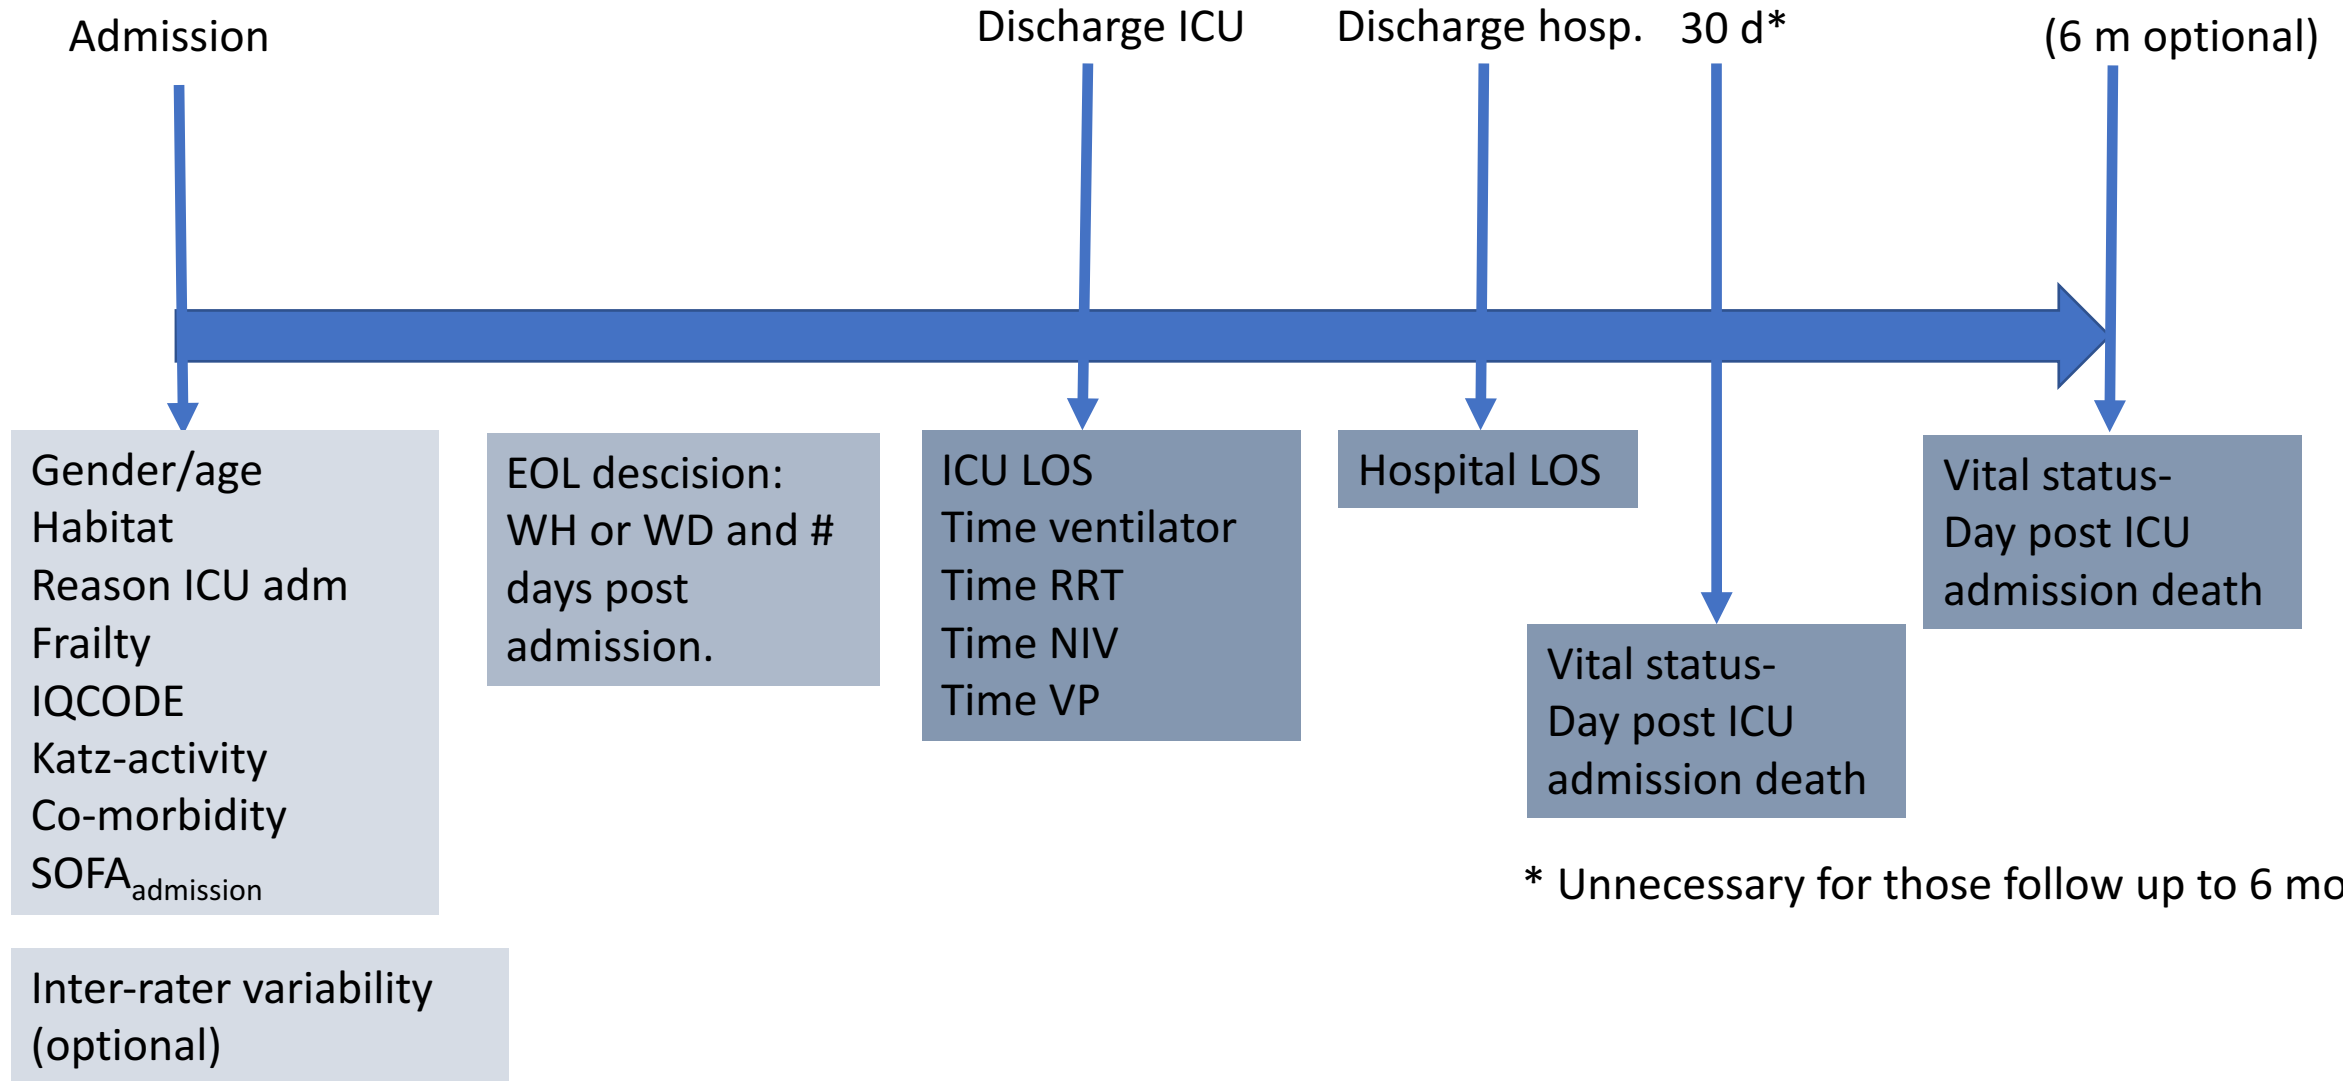 Admission
Discharge ICU
Discharge hosp.
30 d*
(6 m optional)
Gender/age
Habitat
Reason ICU adm
Frailty
IQCODE
Katz-activity
Co-morbidity
SOFAadmission
Inter-rater variability
(optional)
EOL descision:
WH or WD and #
days post
admission.
ICU LOS
Time ventilator
Time RRT
Time NIV
Time VP
Hospital LOS
Vital status-
Day post ICU
admission death
Vital status-
Day post ICU
admission death
* Unnecessary for those follow up to 6 mo